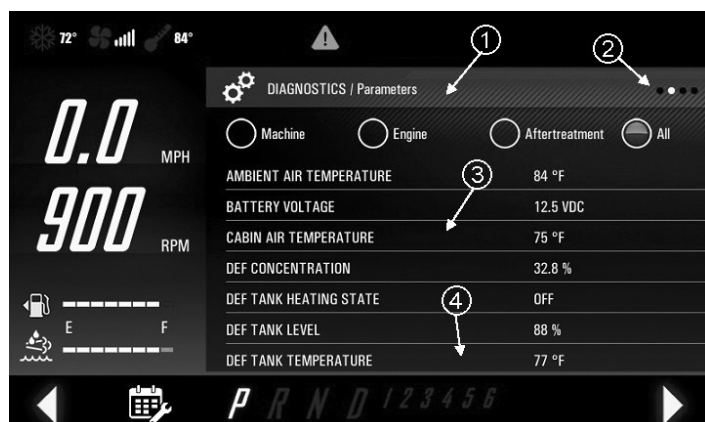 72° 84°
1 2
DIAGNOSTICS / Parameters
0.0 MPH
Machine Engine Aftertreatment All
AMBIENT AIR TEMPERATURE 84 °F
3
BATTERY VOLTAGE 12.5 VDC
900 RPM
CABIN AIR TEMPERATURE 75 °F
DEF CONCENTRATION 32.8 %
DEF TANK HEATING STATE OFF
4
E F
DEF TANK LEVEL 88 %
DEF TANK TEMPERATURE 77 °F
P R N D 1 2 3 4 5 6